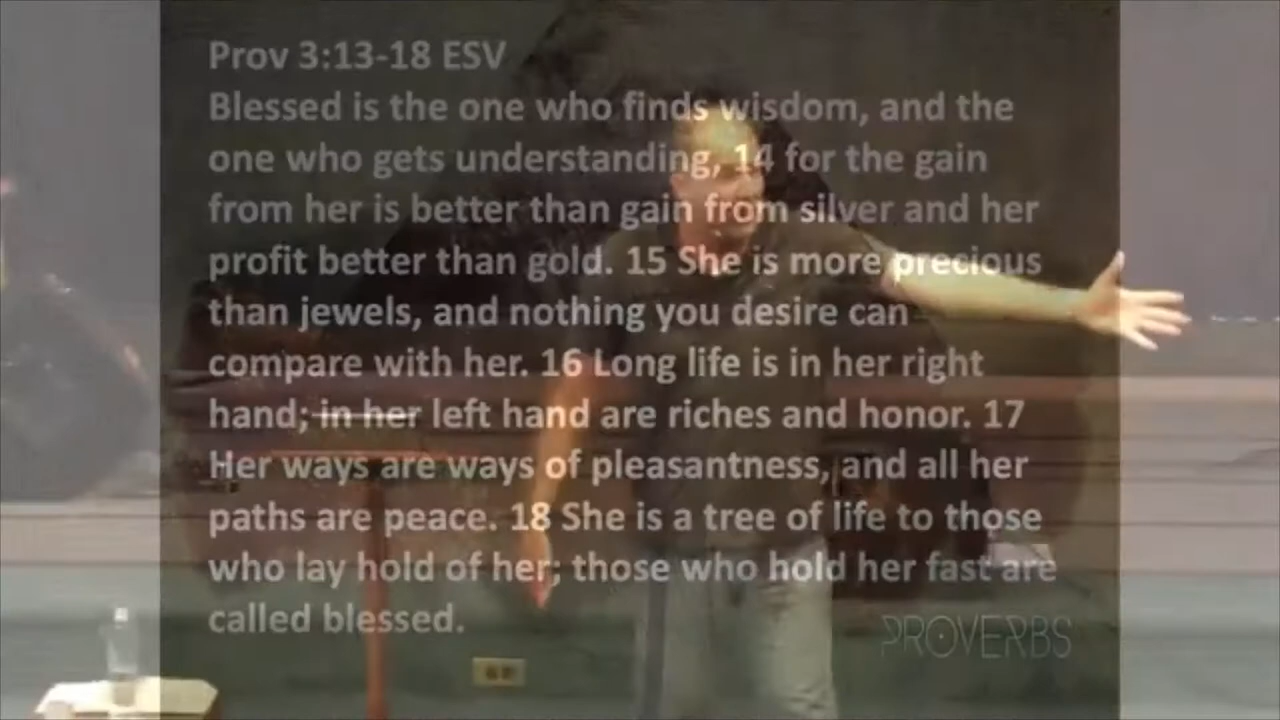 Prov 3:13-18 ESV
Blessed is the one who finds wisdom, and the
one who gets understanding, 14 for the gain
from her is better than gain from silver and her
profit better than gold. 15 She is more precious
than jewels, and nothing you desire can
compare with her. 16 Long life is in her right
hand; in her left hand are riches and honor. 17
Her ways are ways of pleasantness, and all her
paths are peace. 18 She is a tree of life to those
who lay hold of her; those who hold her fast are
called blessed.
PROVERBS